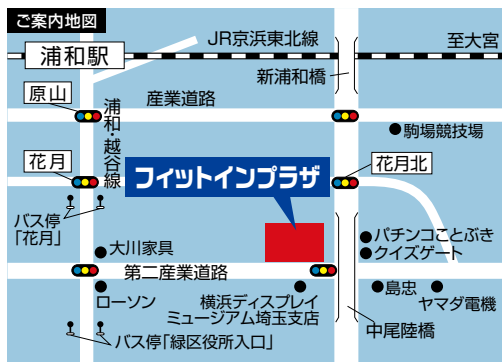 ご案内地図
JR京浜東北線
至大宮
浦和駅
新浦和橋
原山
産業道路
浦和・越谷線
駒場競技場
花月
フィットインプラザ
花月北
バス停
「花月」
大川家具
パチンコことぶき
クイズゲート
第二産業道路
ローソン
横浜ディスプレイ
ミュージアム埼玉支店
島忠
ヤマダ電機
中尾陸橋
バス停「緑区役所入口」